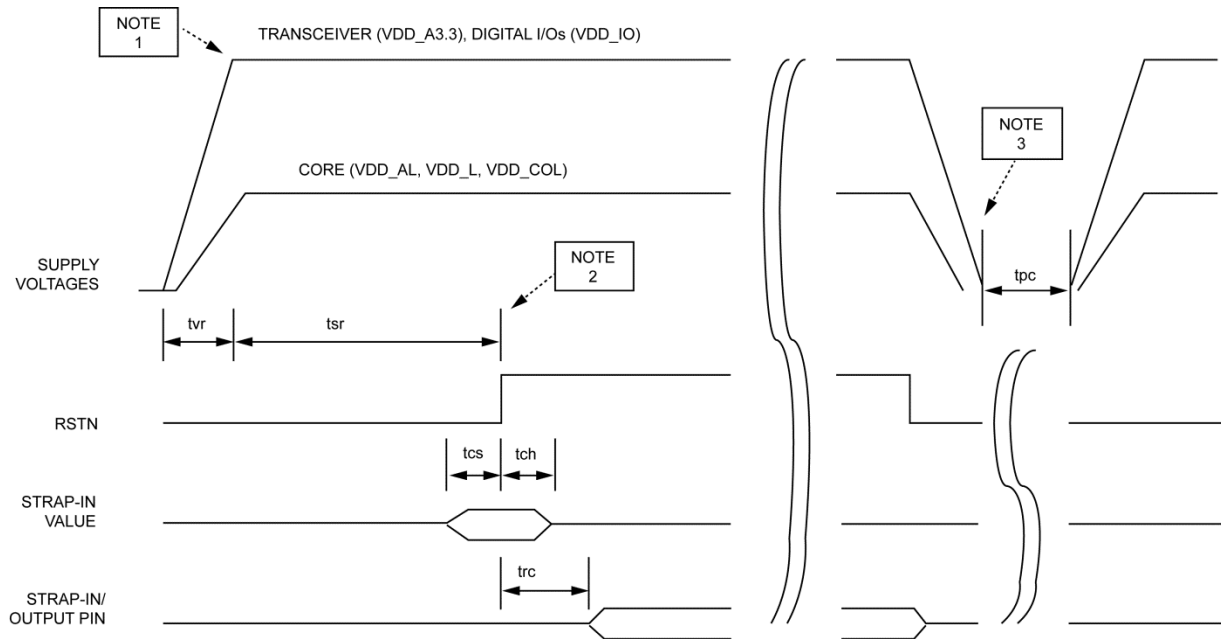 NOTE
1
TRANSCEIVER (VDD_A3.3), DIGITAL I/Os (VDD_IO)
NOTE
3
CORE (VDD_AL, VDD_L, VDD_COL)
SUPPLY
VOLTAGES
NOTE
2
tpc
tvr
tsr
RSTN
tcs
tch
STRAP-IN
VALUE
trc
STRAP-IN/
OUTPUT PIN